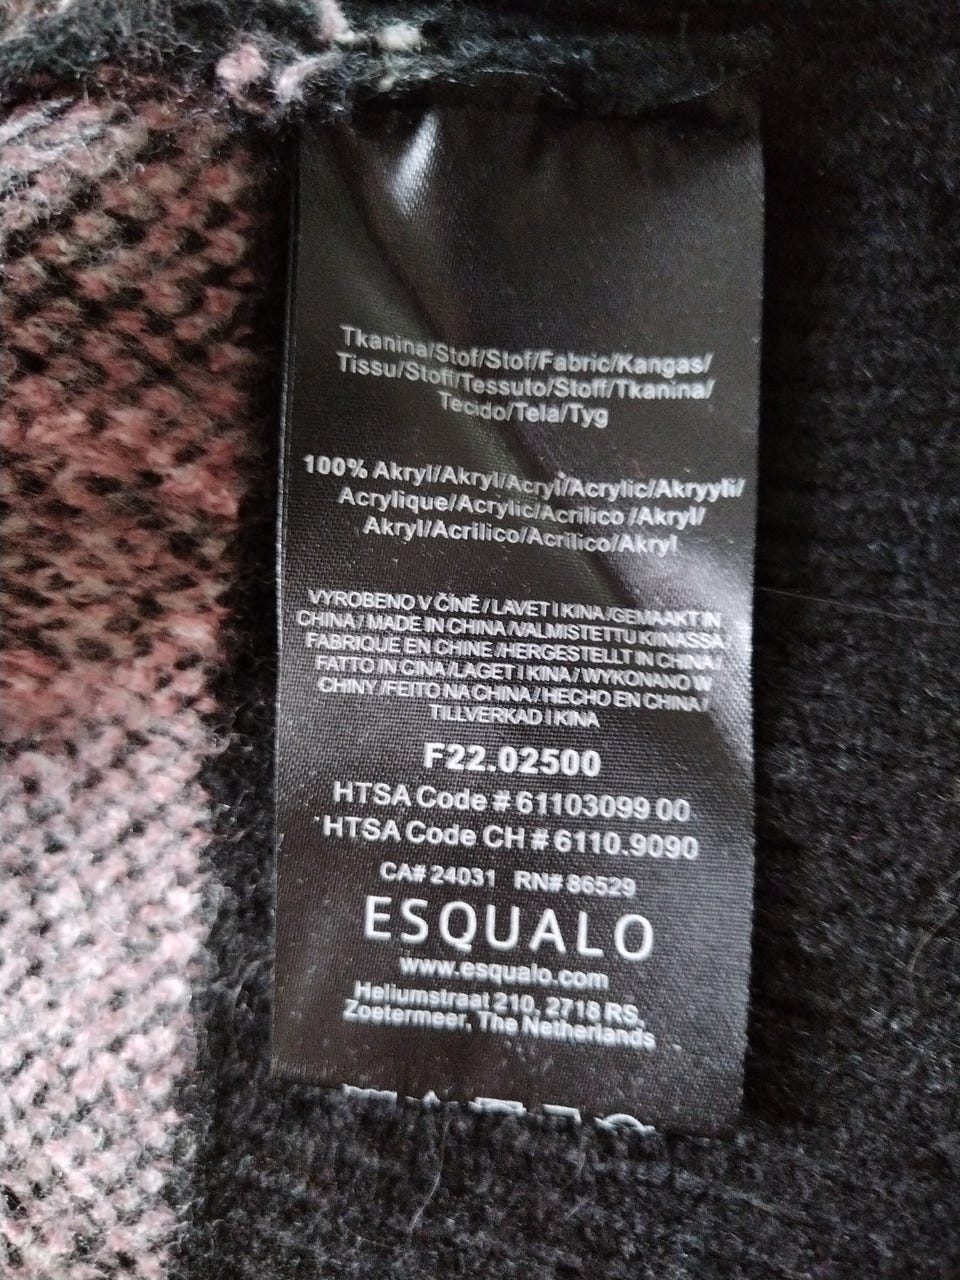 Tkanina/Stof/Stof/Fabric/Kangas/
Tissu/Stoff/Tessuto/Stoff/Tkanina/
Tecido/Tela/Tyg
100% Akryl/Akryl/Acryl/Acrylic/Akryyli/
Acrylique/Acrylic/Acrilico /Akryl/
Akryl/Acrilico/Acrilico/Akryl
VYROBENO V ČÍNĚ / LAVET I KINA /GEMAAKT IN
CHINA / MADE IN CHINA /VALMISTETTU KIINASSA
FABRIQUE EN CHINE /HERGESTELLT IN CHINA /
FATTO IN CINA /LAGET I KINA / WYKONANO W
CHINY /FEITO NA CHINA / HECHO EN CHINA /
TILLVERKAD I KINA
F22.02500
HTSA Code # 61103099 00
HTSA Code CH # 6110.9090
CA# 24031 RN# 86529
ESQUALO
www.esqualo.com
Heliumstraat 210, 2718 RS,
Zoetermeer, The Netherlands